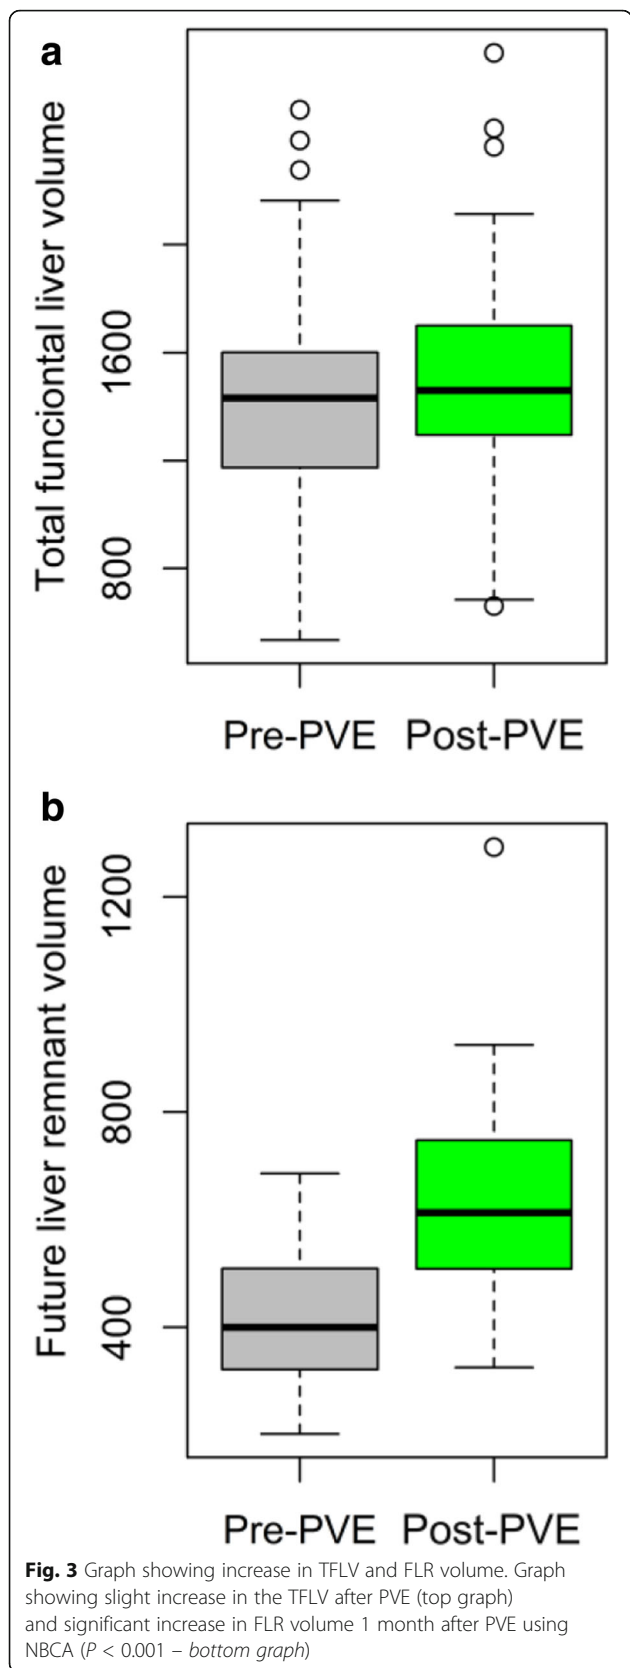 a
Total funciontal liver volume
1600
800
Pre-PVE Post-PVE
b
Future liver remnant volume
1200
800
400
Pre-PVE Post-PVE
Fig. 3 Graph showing increase in TFLV and FLR volume. Graph
showing slight increase in the TFLV after PVE (top graph)
and significant increase in FLR volume 1 month after PVE using
NBCA (P < 0.001 – bottom graph)